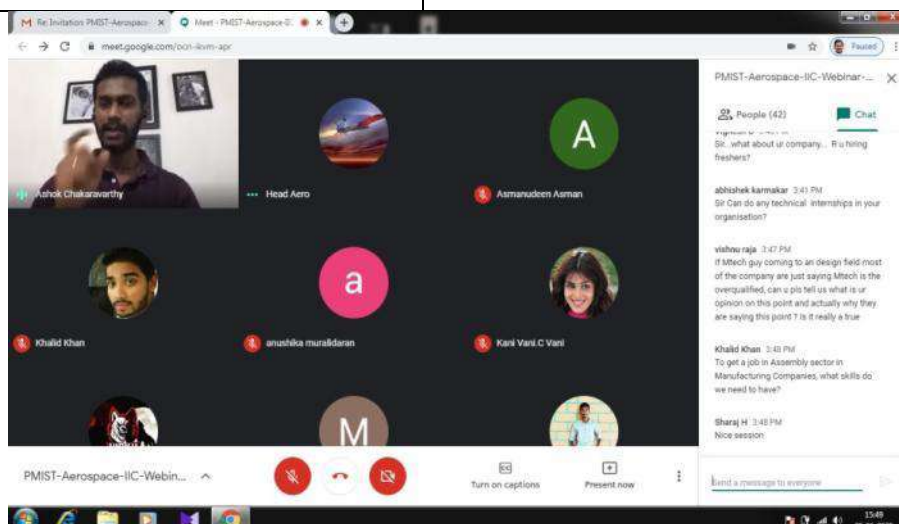 Re: Invitation PMIST-Aerospace
Meet - PMIST-Aerospace-II
meet.google.com/ocn-ikvm-apr
Paused
Ashok Chakaravarthy
Head Aero
A
Asmanudeen Asman
Khalid Khan
a
anushika muralidaran
Kani Vani.C Vani
M
PMIST-Aerospace-IIC-Webin...
Turn on captions
Present now
PMIST-Aerospace-IIC-Webinar-...
People (42)
Chat
Sir...what about ur company... R u hiring
freshers?
abhishek karmakar 3:41 PM
Sir Can do any technical internships in your
organisation?
vishnu raja 3:47 PM
If Mtech guy coming to an design field most
of the company are just saying Mtech is the
overqualified, can u pls tell us what is ur
opinion on this point and actually why they
are saying this point ? Is it really a true
Khalid Khan 3:48 PM
To get a job in Assembly sector in
Manufacturing Companies, what skills do
we need to have?
Sharaj H 3:48 PM
Nice session
Send a message to everyone
15:49